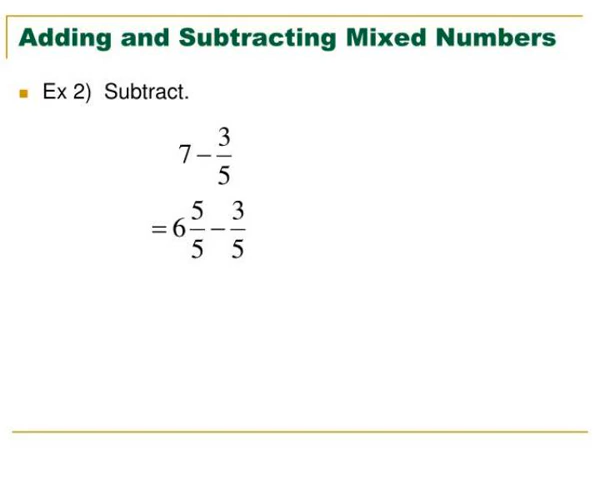 Adding and Subtracting Mixed Numbers
Ex 2) Subtract.
7 − 3/5
= 6 5/5 − 3/5